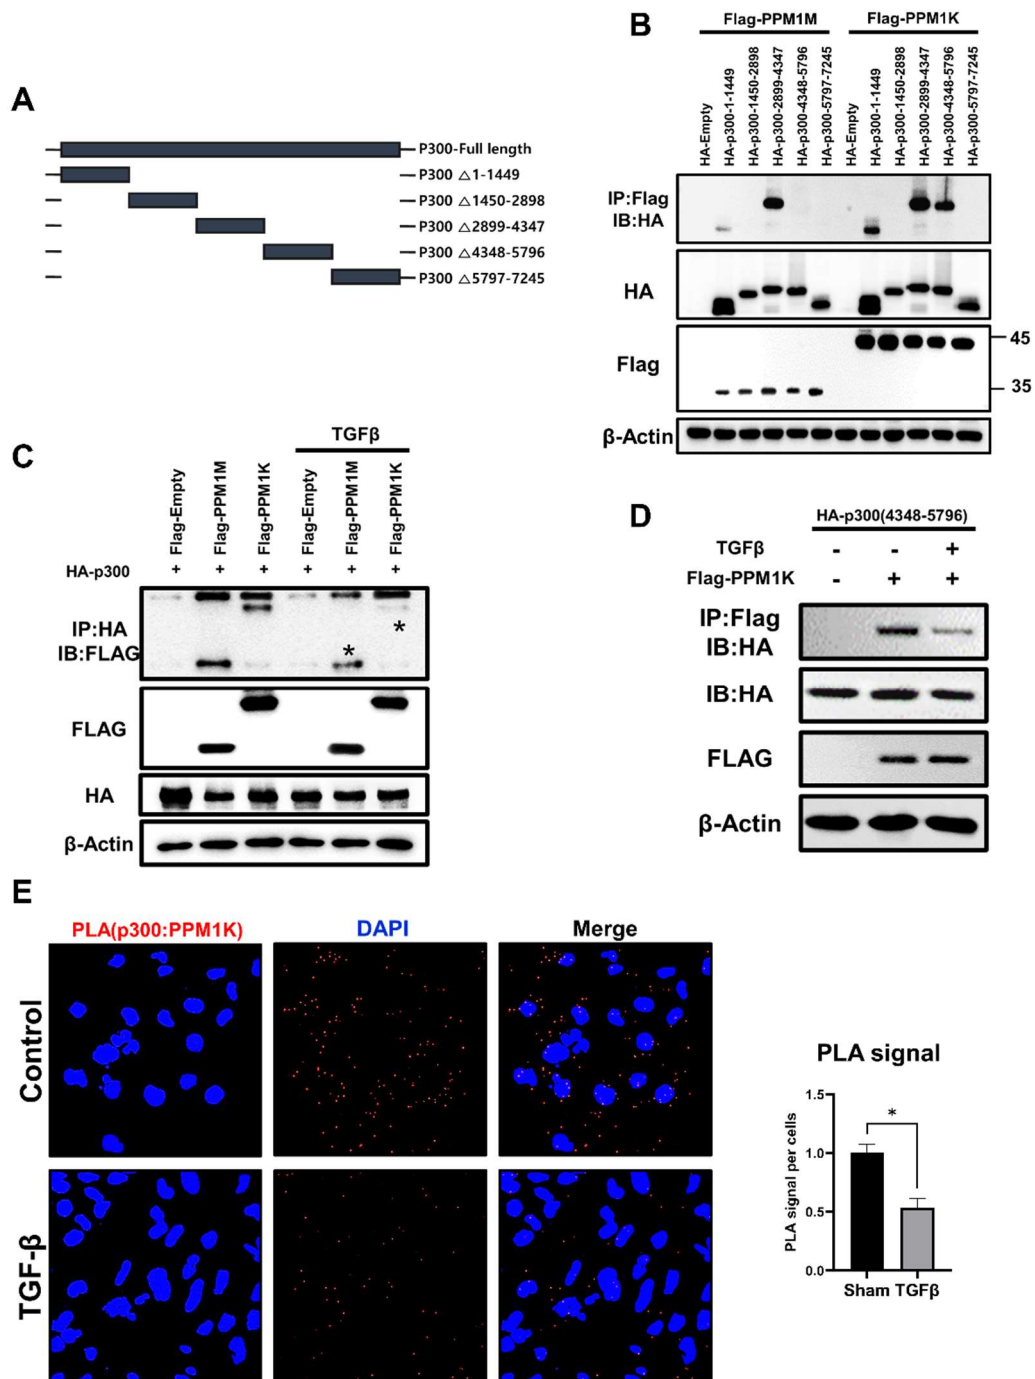 A
P300-Full length
P300 △1-1449
P300 △1450-2898
P300 △2899-4347
P300 △4348-5796
P300 △5797-7245
B
Flag-PPM1M
Flag-PPM1K
HA-Empty
HA-p300-1-1449
HA-p300-1450-2898
HA-p300-2899-4347
HA-p300-4348-5796
HA-p300-5797-7245
HA-Empty
HA-p300-1-1449
HA-p300-1450-2898
HA-p300-2899-4347
HA-p300-4348-5796
HA-p300-5797-7245
IP:Flag
IB:HA
HA
Flag
45
35
β-Actin
C
TGFβ
Flag-Empty
Flag-PPM1M
Flag-PPM1K
Flag-Empty
Flag-PPM1M
Flag-PPM1K
HA-p300 + + + + + +
IP:HA
IB:FLAG
*
*
FLAG
HA
β-Actin
D
HA-p300(4348-5796)
TGFβ - - +
Flag-PPM1K - + +
IP:Flag
IB:HA
IB:HA
FLAG
β-Actin
E
PLA(p300:PPM1K)
DAPI
Merge
Control
TGF-β
PLA signal
PLA signal per cells
1.5
1.0
0.5
0.0
*
Sham TGFβ